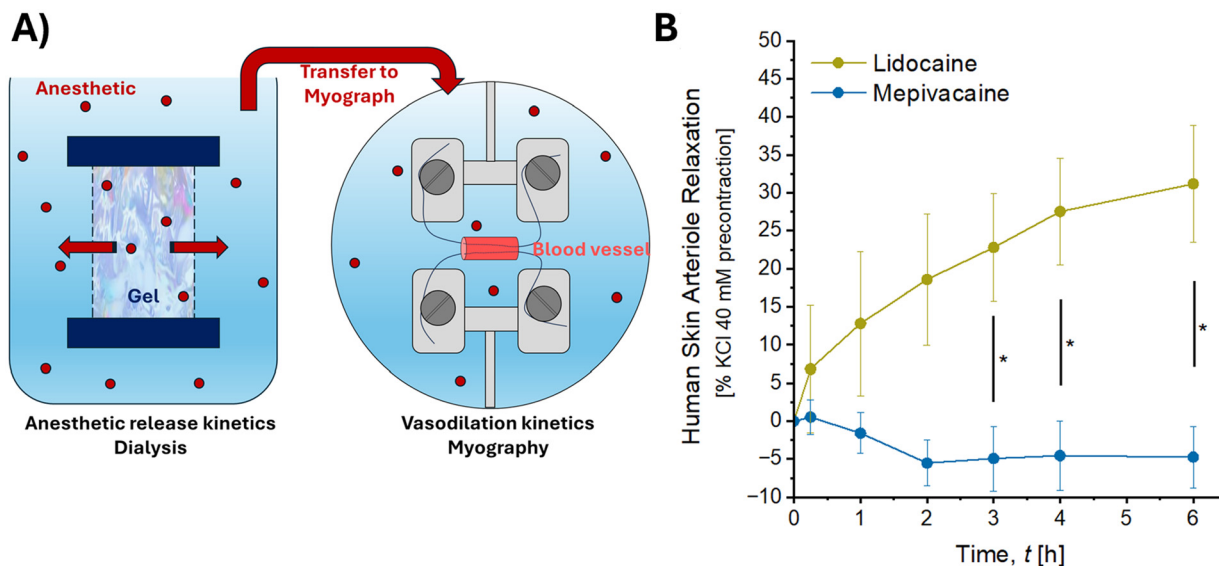 A)
Anesthetic
Transfer to
Myograph
Gel
Blood vessel
Anesthetic release kinetics
Dialysis
Vasodilation kinetics
Myography
B
Human Skin Arteriole Relaxation
[% KCl 40 mM precontraction]
50
45
40
35
30
25
20
15
10
5
0
−5
−10
Lidocaine
Mepivacaine
*
*
*
0 1 2 3 4 5 6
Time, t [h]